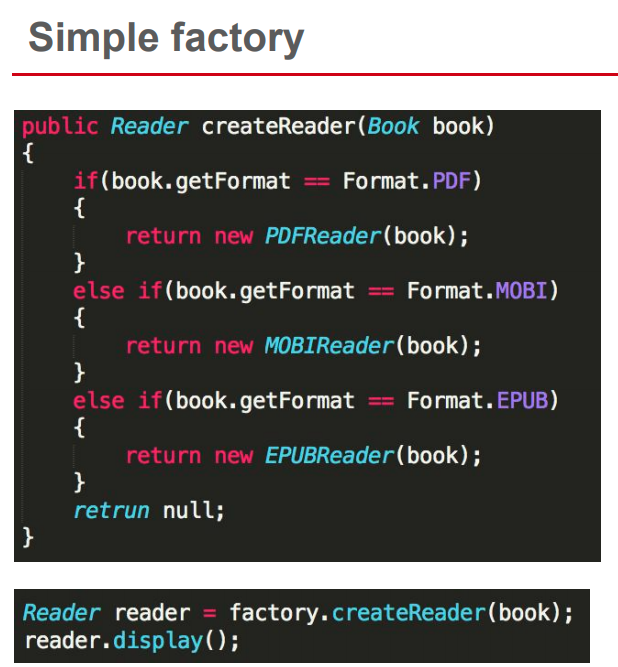 Simple factory
public Reader createReader(Book book)
{
if(book.getFormat == Format.PDF)
{
return new PDFReader(book);
}
else if(book.getFormat == Format.MOBI)
{
return new MOBIReader(book);
}
else if(book.getFormat == Format.EPUB)
{
return new EPUBReader(book);
}
retrun null;
}
Reader reader = factory.createReader(book);
reader.display();